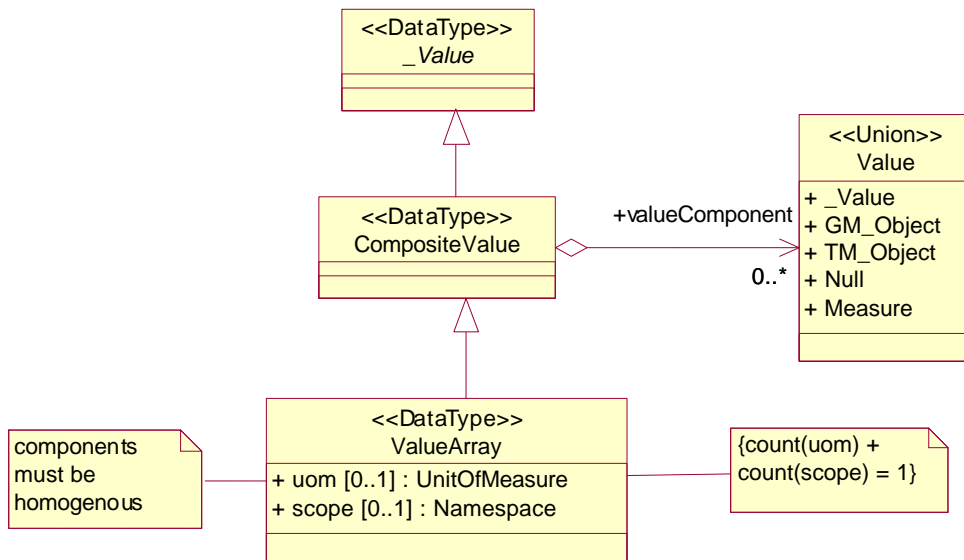 <<DataType>>
_Value
<<Union>>
Value
+ _Value
+ GM_Object
+ TM_Object
+ Null
+ Measure
<<DataType>>
CompositeValue
+valueComponent
0..*
<<DataType>>
ValueArray
+ uom [0..1] : UnitOfMeasure
+ scope [0..1] : Namespace
components
must be
homogenous
{count(uom) +
count(scope) = 1}